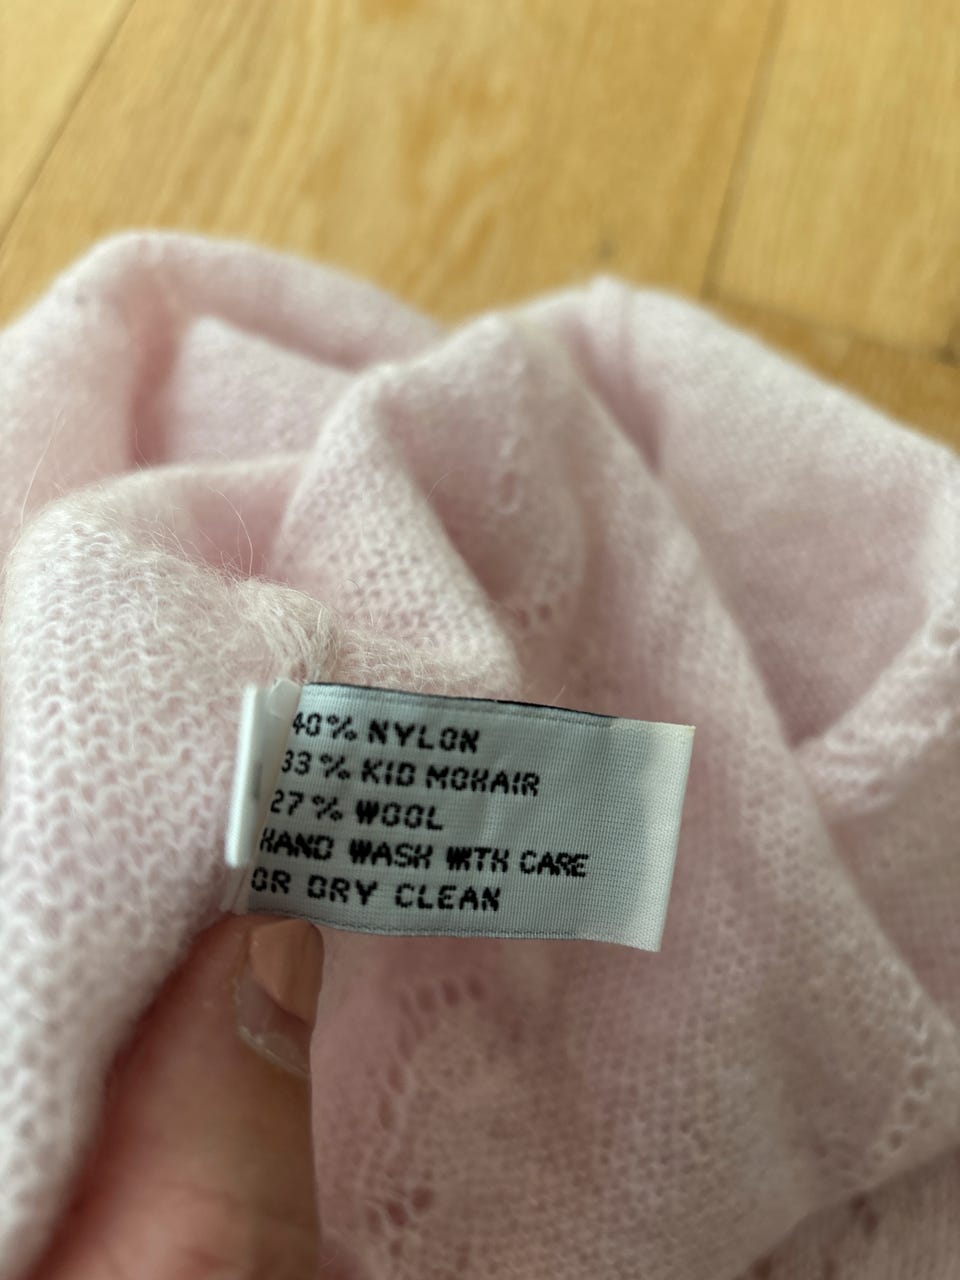 40% NYLON
33% KID MOHAIR
27% WOOL
HAND WASH WITH CARE
OR DRY CLEAN